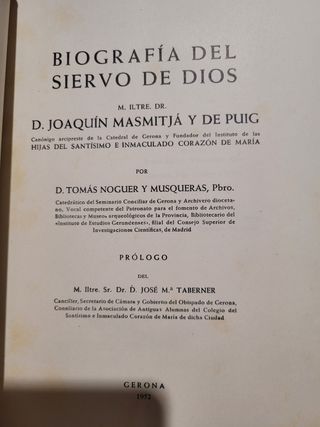 BIOGRAFÍA DEL
SIERVO DE DIOS
M. ILTRE. DR.
D. JOAQUÍN MASMITJÁ Y DE PUIG
Canónigo arcipreste de la Catedral de Gerona y Fundador del Instituto de las
HIJAS DEL SANTÍSIMO E INMACULADO CORAZÓN DE MARÍA
POR
D. TOMÁS NOGUER Y MUSQUERAS, Pbro.
Catedrático del Seminario Conciliar de Gerona y Archivero diocesa-
no, Vocal competente del Patronato para el fomento de Archivos,
Bibliotecas y Museos arqueológicos de la Provincia, Bibliotecario del
«Instituto de Estudios Gerundenses», filial del Consejo Superior de
Investigaciones Científicas, de Madrid
PRÓLOGO
DEL
M. Iltre. Sr. Dr. D. JOSÉ M.ª TABERNER
Canciller, Secretario de Cámara y Gobierno del Obispado de Gerona,
Consiliario de la Asociación de Antiguas Alumnas del Colegio del
Santísimo e Inmaculado Corazón de María de dicha Ciudad
GERONA
1952